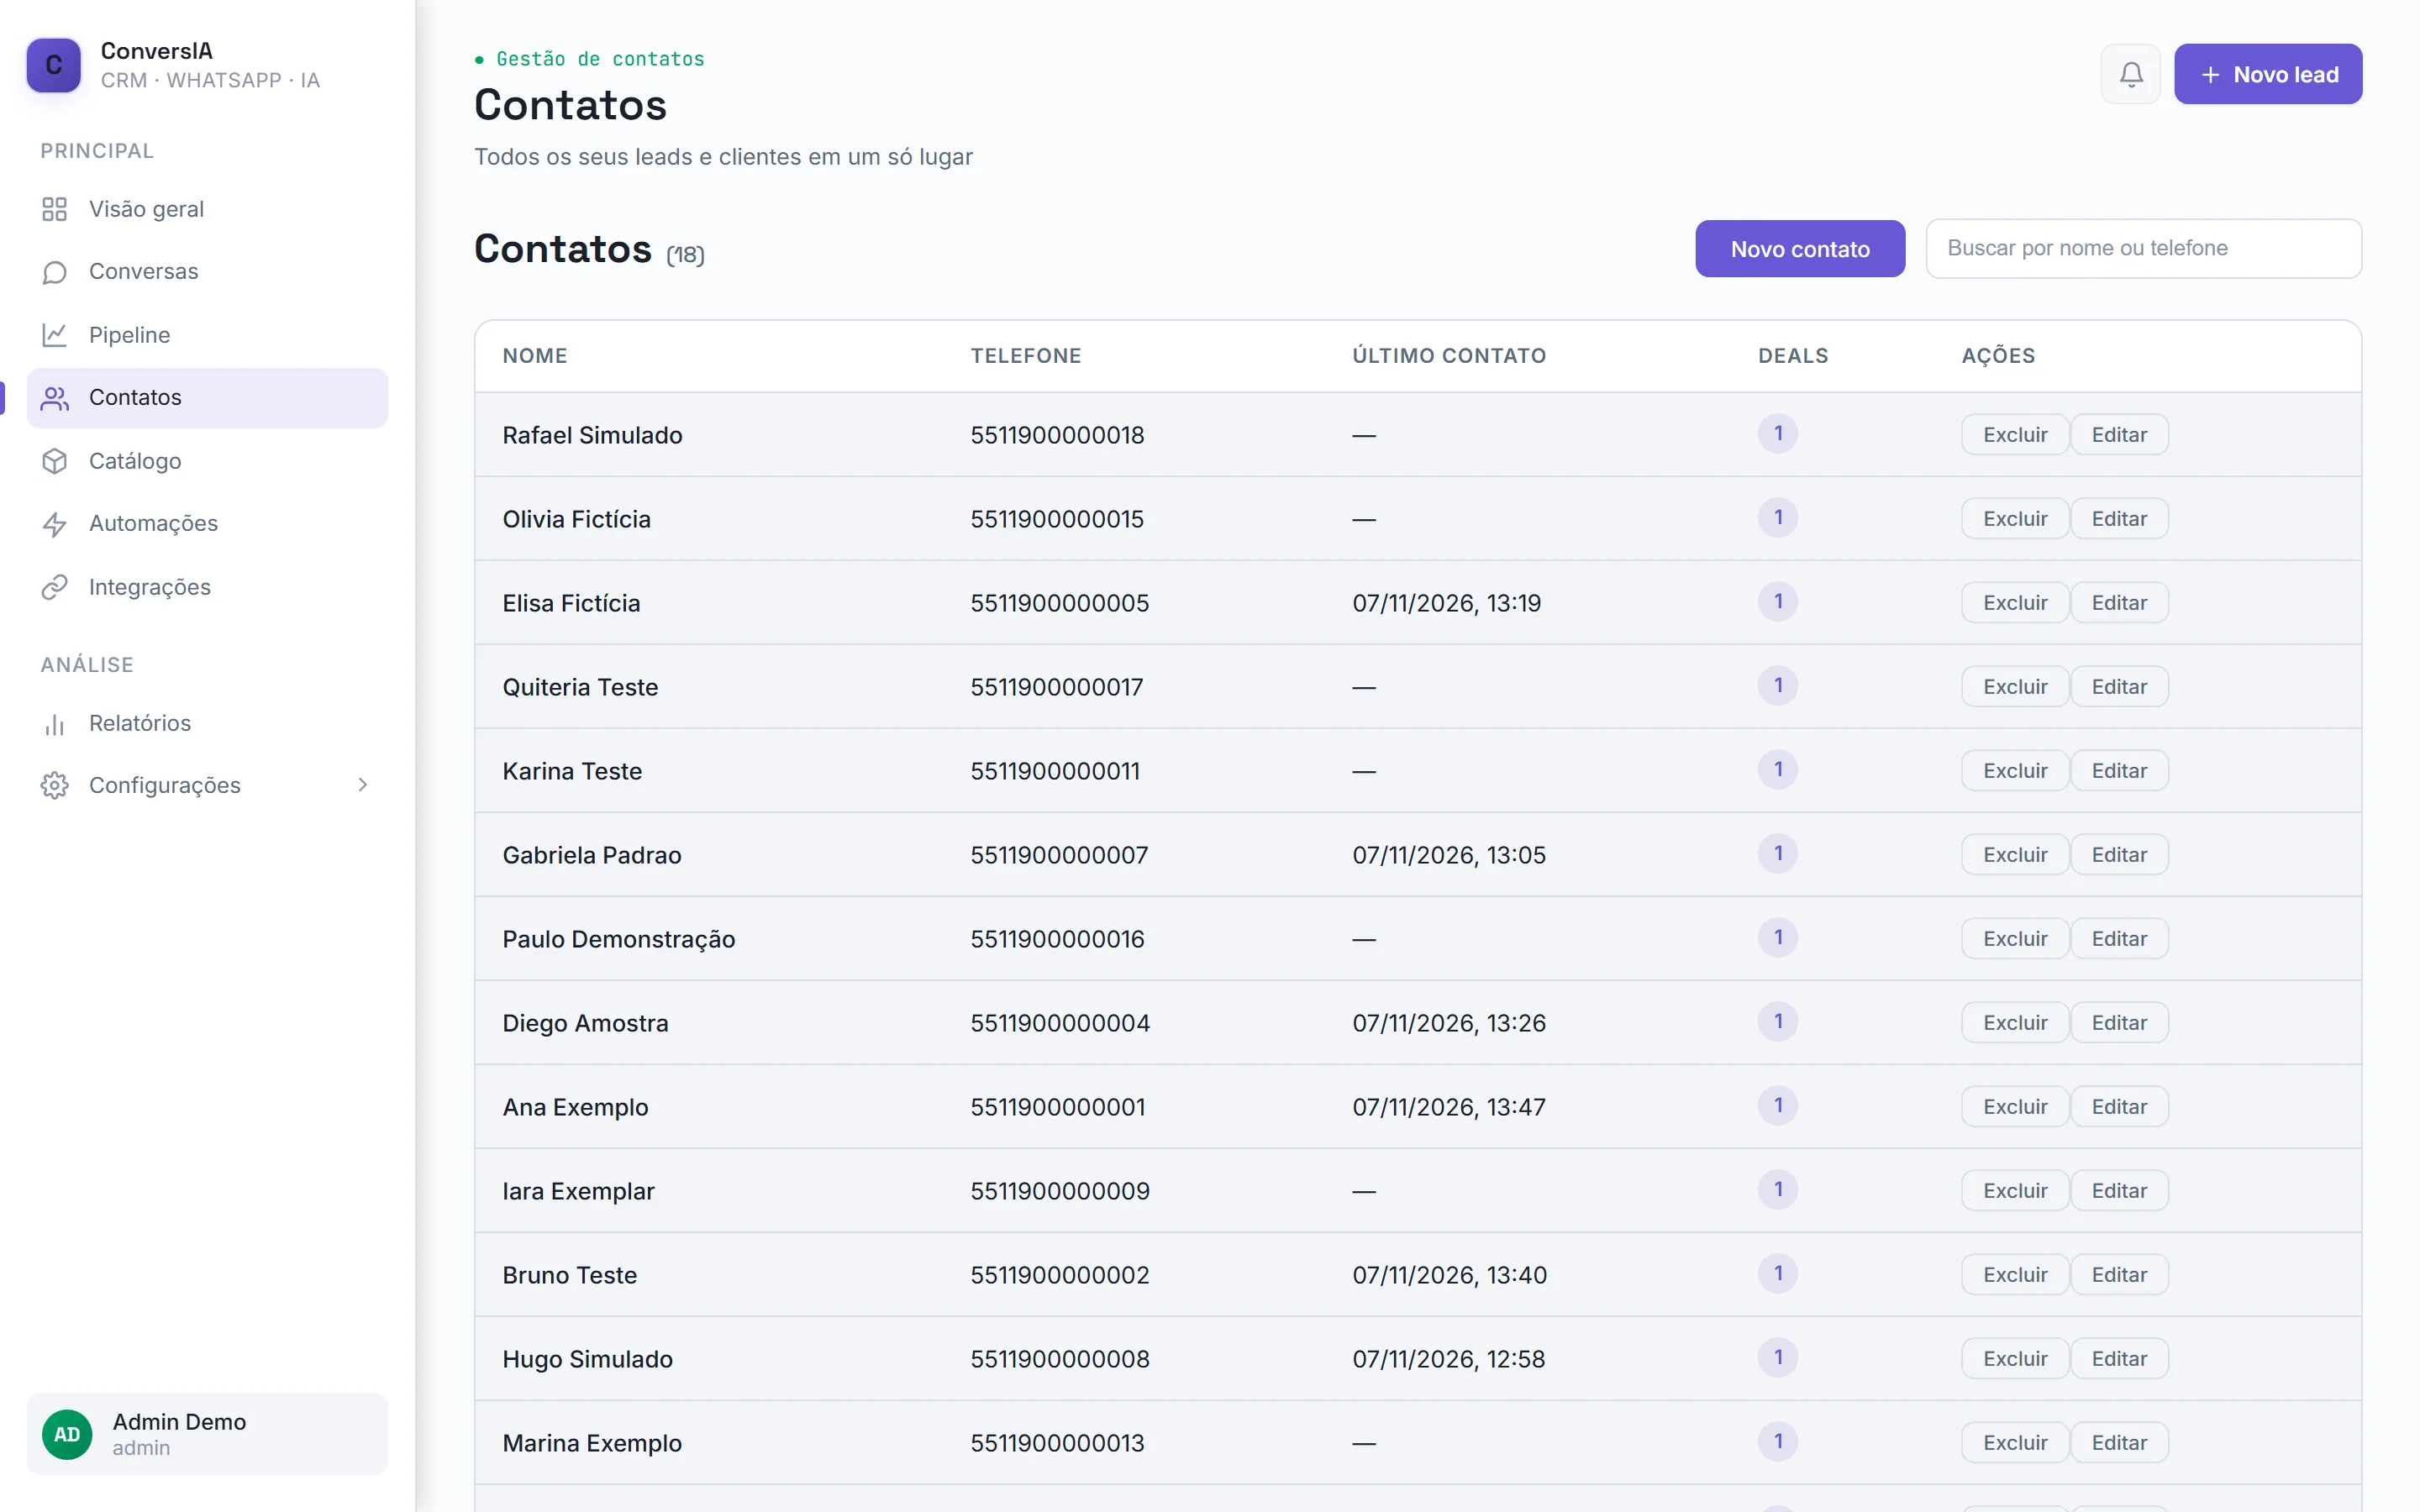 C
ConversIA
CRM · WHATSAPP · IA
PRINCIPAL
Visão geral
Conversas
Pipeline
Contatos
Catálogo
Automações
Integrações
ANÁLISE
Relatórios
Configurações
AD
Admin Demo
admin
Gestão de contatos
Contatos
Todos os seus leads e clientes em um só lugar
+ Novo lead
Contatos (18)
Novo contato
Buscar por nome ou telefone
NOME TELEFONE ÚLTIMO CONTATO DEALS AÇÕES
Rafael Simulado 5511900000018 — 1 Excluir Editar
Olivia Fictícia 5511900000015 — 1 Excluir Editar
Elisa Fictícia 5511900000005 07/11/2026, 13:19 1 Excluir Editar
Quiteria Teste 5511900000017 — 1 Excluir Editar
Karina Teste 5511900000011 — 1 Excluir Editar
Gabriela Padrao 5511900000007 07/11/2026, 13:05 1 Excluir Editar
Paulo Demonstração 5511900000016 — 1 Excluir Editar
Diego Amostra 5511900000004 07/11/2026, 13:26 1 Excluir Editar
Ana Exemplo 5511900000001 07/11/2026, 13:47 1 Excluir Editar
Iara Exemplar 5511900000009 — 1 Excluir Editar
Bruno Teste 5511900000002 07/11/2026, 13:40 1 Excluir Editar
Hugo Simulado 5511900000008 07/11/2026, 12:58 1 Excluir Editar
Marina Exemplo 5511900000013 — 1 Excluir Editar